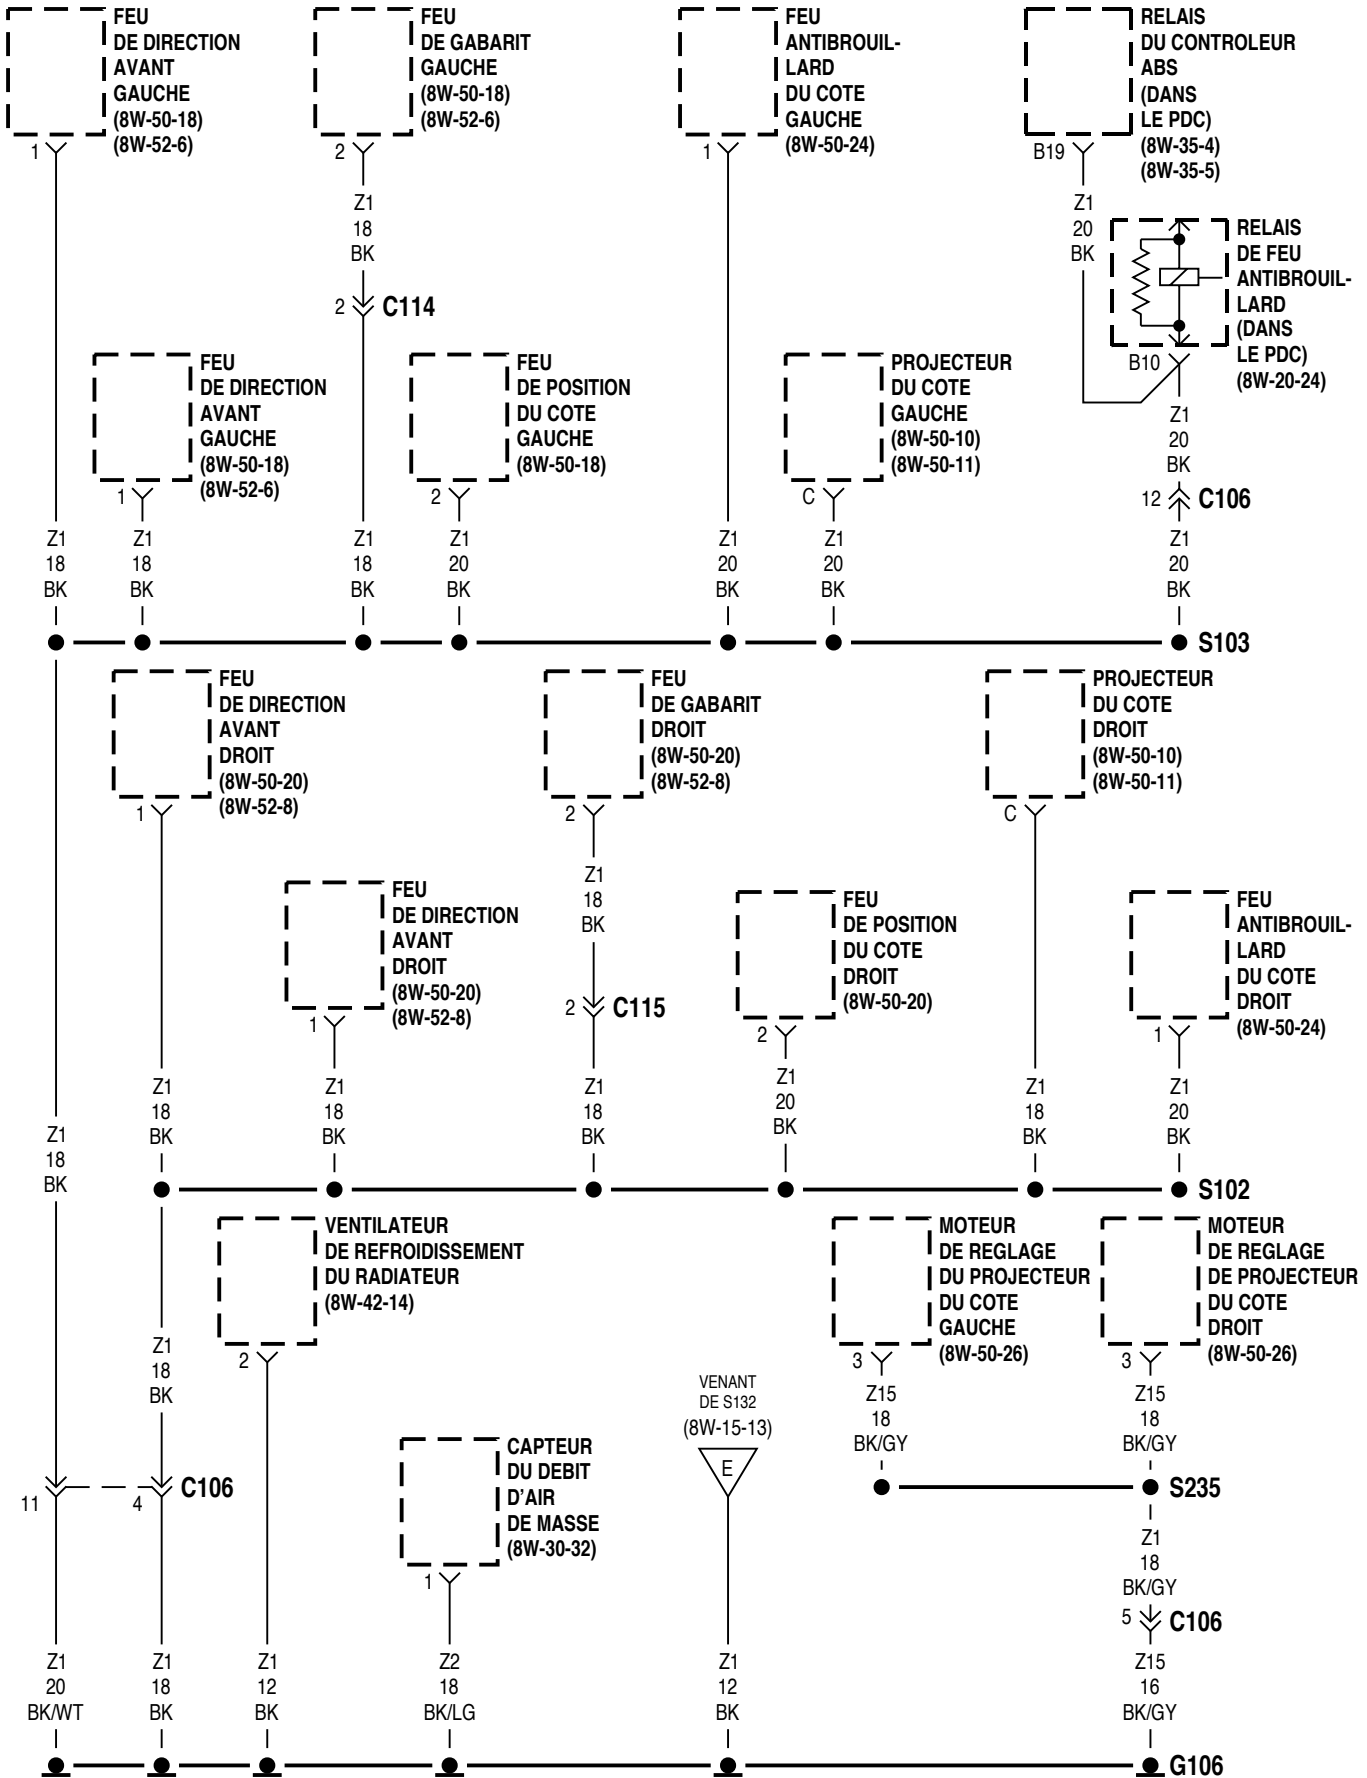 FEU
DE DIRECTION
AVANT
GAUCHE
(8W-50-18)
(8W-52-6)
1
FEU
DE GABARIT
GAUCHE
(8W-50-18)
(8W-52-6)
2
Z1
18
BK
2
C114
FEU
ANTIBROUIL-
LARD
DU COTE
GAUCHE
(8W-50-24)
1
RELAIS
DU CONTROLEUR
ABS
(DANS
LE PDC)
(8W-35-4)
(8W-35-5)
B19
Z1
20
BK
RELAIS
DE FEU
ANTIBROUIL-
LARD
(DANS
LE PDC)
(8W-20-24)
B10
Z1
20
BK
12
C106
FEU
DE DIRECTION
AVANT
GAUCHE
(8W-50-18)
(8W-52-6)
1
FEU
DE POSITION
DU COTE
GAUCHE
(8W-50-18)
2
PROJECTEUR
DU COTE
GAUCHE
(8W-50-10)
(8W-50-11)
C
Z1
18
BK
Z1
18
BK
Z1
18
BK
Z1
20
BK
Z1
20
BK
Z1
20
BK
Z1
20
BK
S103
FEU
DE DIRECTION
AVANT
DROIT
(8W-50-20)
(8W-52-8)
1
FEU
DE GABARIT
DROIT
(8W-50-20)
(8W-52-8)
2
Z1
18
BK
2
C115
PROJECTEUR
DU COTE
DROIT
(8W-50-10)
(8W-50-11)
C
FEU
DE DIRECTION
AVANT
DROIT
(8W-50-20)
(8W-52-8)
1
FEU
DE POSITION
DU COTE
DROIT
(8W-50-20)
2
FEU
ANTIBROUIL-
LARD
DU COTE
DROIT
(8W-50-24)
1
Z1
18
BK
Z1
18
BK
Z1
18
BK
Z1
18
BK
Z1
20
BK
Z1
18
BK
Z1
20
BK
S102
VENTILATEUR
DE REFROIDISSEMENT
DU RADIATEUR
(8W-42-14)
2
MOTEUR
DE REGLAGE
DU PROJECTEUR
DU COTE
GAUCHE
(8W-50-26)
3
MOTEUR
DE REGLAGE
DE PROJECTEUR
DU COTE
DROIT
(8W-50-26)
3
Z1
18
BK
VENANT
DE S132
(8W-15-13)
E
Z15
18
BK/GY
Z15
18
BK/GY
CAPTEUR
DU DEBIT
D'AIR
DE MASSE
(8W-30-32)
1
11
4
C106
S235
Z1
18
BK/GY
5
C106
Z1
20
BK/WT
Z1
18
BK
Z1
12
BK
Z2
18
BK/LG
Z1
12
BK
Z15
16
BK/GY
G106